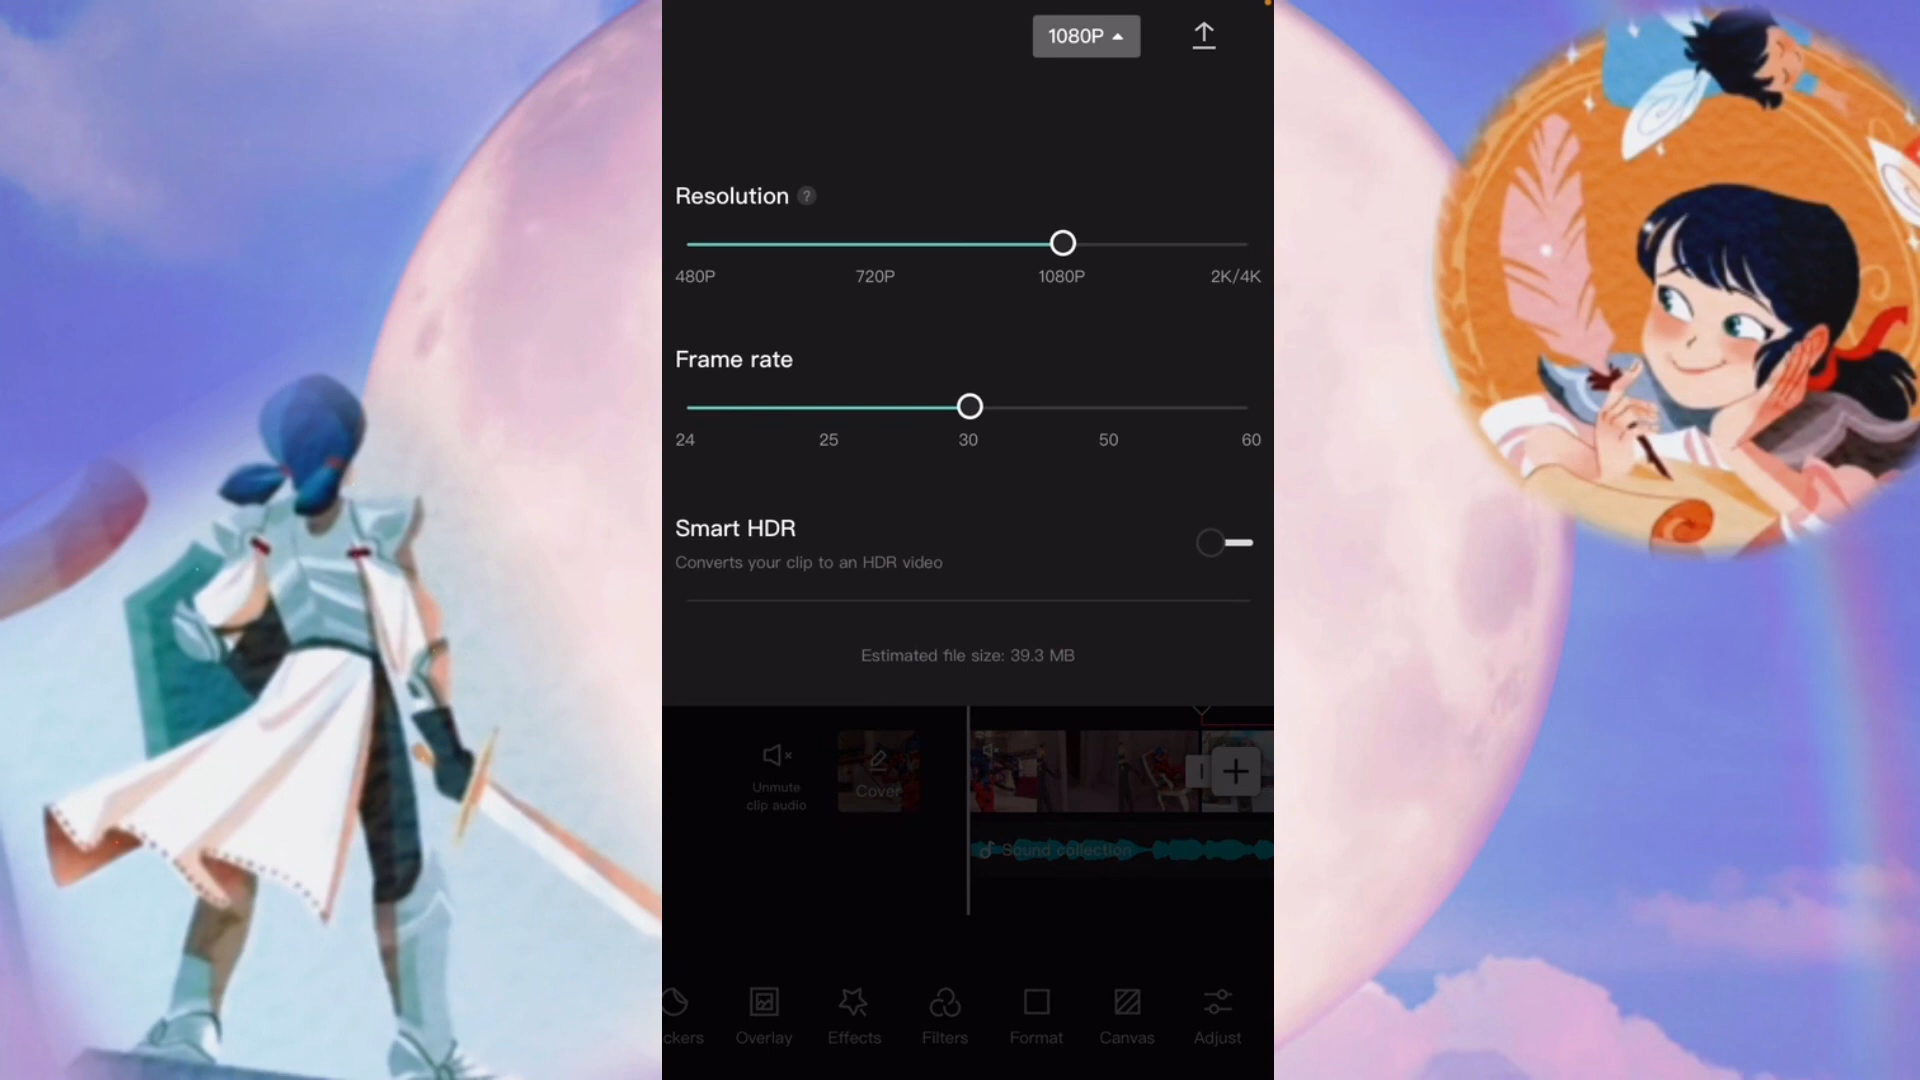 1080P
Resolution ?
480P 720P 1080P 2K/4K
Frame rate
24 25 30 50 60
Smart HDR
Converts your clip to an HDR video
Estimated file size: 39.3 MB
Unmute
clip audio
Cover
Sound collection
ckers Overlay Effects Filters Format Canvas Adjust